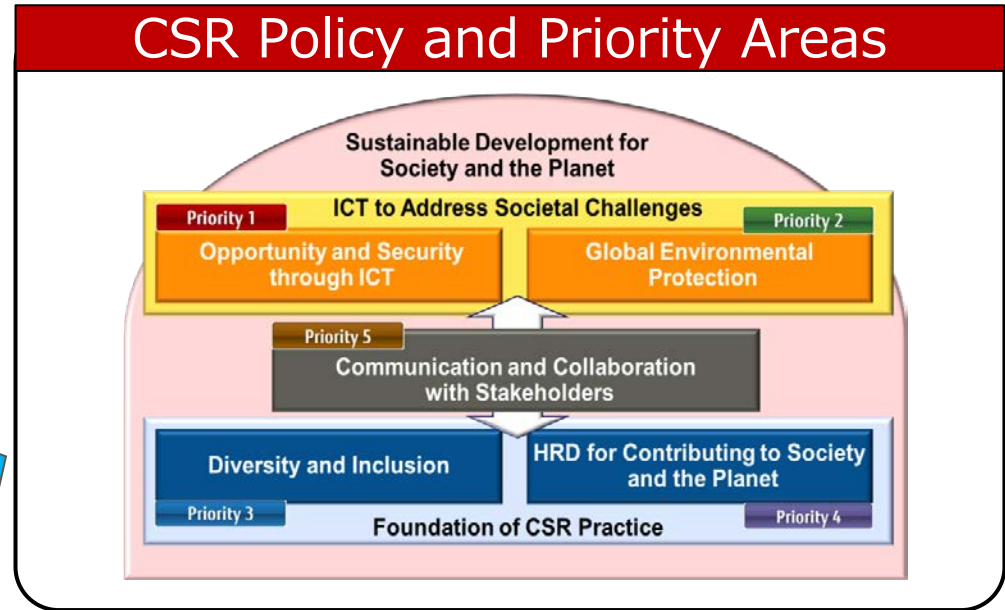 CSR Policy and Priority Areas
Sustainable Development for
Society and the Planet
ICT to Address Societal Challenges
Priority 1
Opportunity and Security
through ICT
Priority 2
Global Environmental
Protection
Priority 5
Communication and Collaboration
with Stakeholders
Diversity and Inclusion
Priority 3
HRD for Contributing to Society
and the Planet
Priority 4
Foundation of CSR Practice